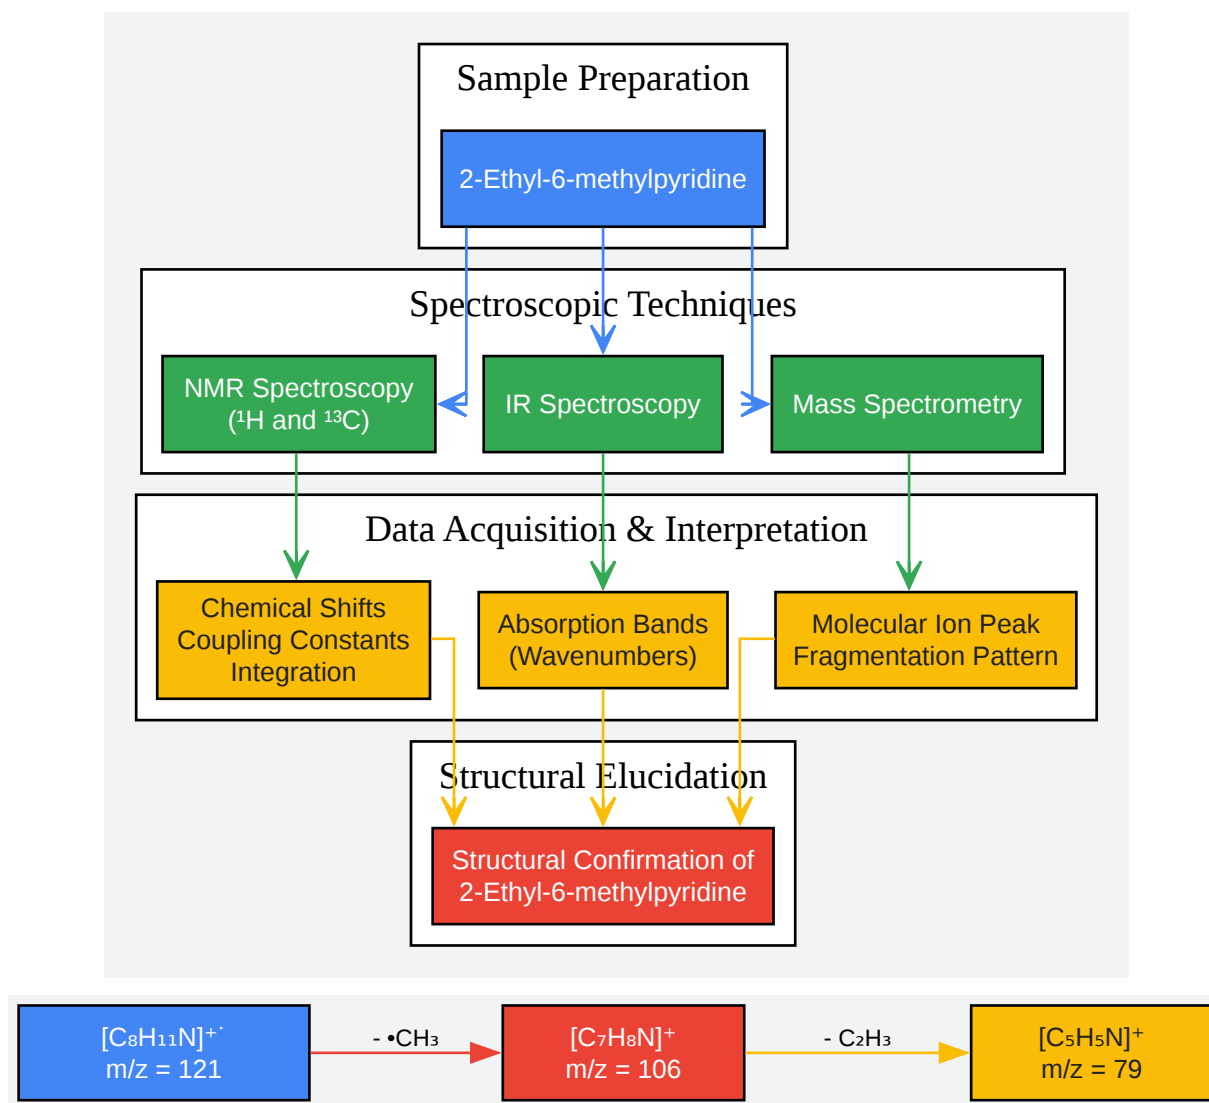 Sample Preparation
2-Ethyl-6-methylpyridine
Spectroscopic Techniques
NMR Spectroscopy
(¹H and ¹³C)
IR Spectroscopy
Mass Spectrometry
Data Acquisition & Interpretation
Chemical Shifts
Coupling Constants
Integration
Absorption Bands
(Wavenumbers)
Molecular Ion Peak
Fragmentation Pattern
Structural Elucidation
Structural Confirmation of
2-Ethyl-6-methylpyridine
[C₈H₁₁N]⁺˙
m/z = 121
- •CH₃
[C₇H₈N]⁺
m/z = 106
- C₂H₃
[C₅H₅N]⁺
m/z = 79